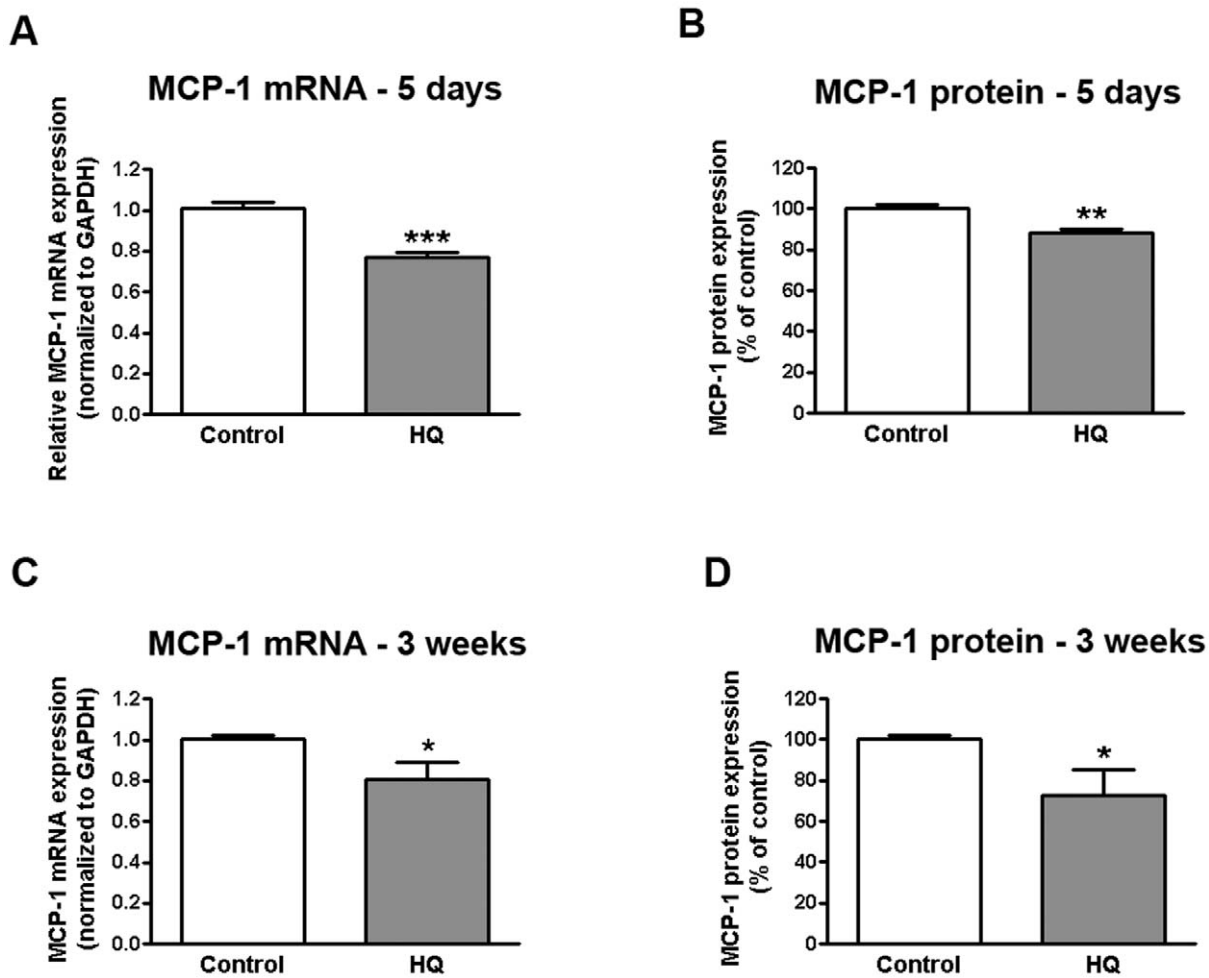 A
MCP-1 mRNA - 5 days
Relative MCP-1 mRNA expression
(normalized to GAPDH)
1.2
1.0
0.8
0.6
0.4
0.2
0.0
***
Control
HQ
B
MCP-1 protein - 5 days
MCP-1 protein expression
(% of control)
120
100
80
60
40
20
0
**
Control
HQ
C
MCP-1 mRNA - 3 weeks
MCP-1 mRNA expression
(normalized to GAPDH)
1.2
1.0
0.8
0.6
0.4
0.2
0.0
*
Control
HQ
D
MCP-1 protein - 3 weeks
MCP-1 protein expression
(% of control)
120
100
80
60
40
20
0
*
Control
HQ